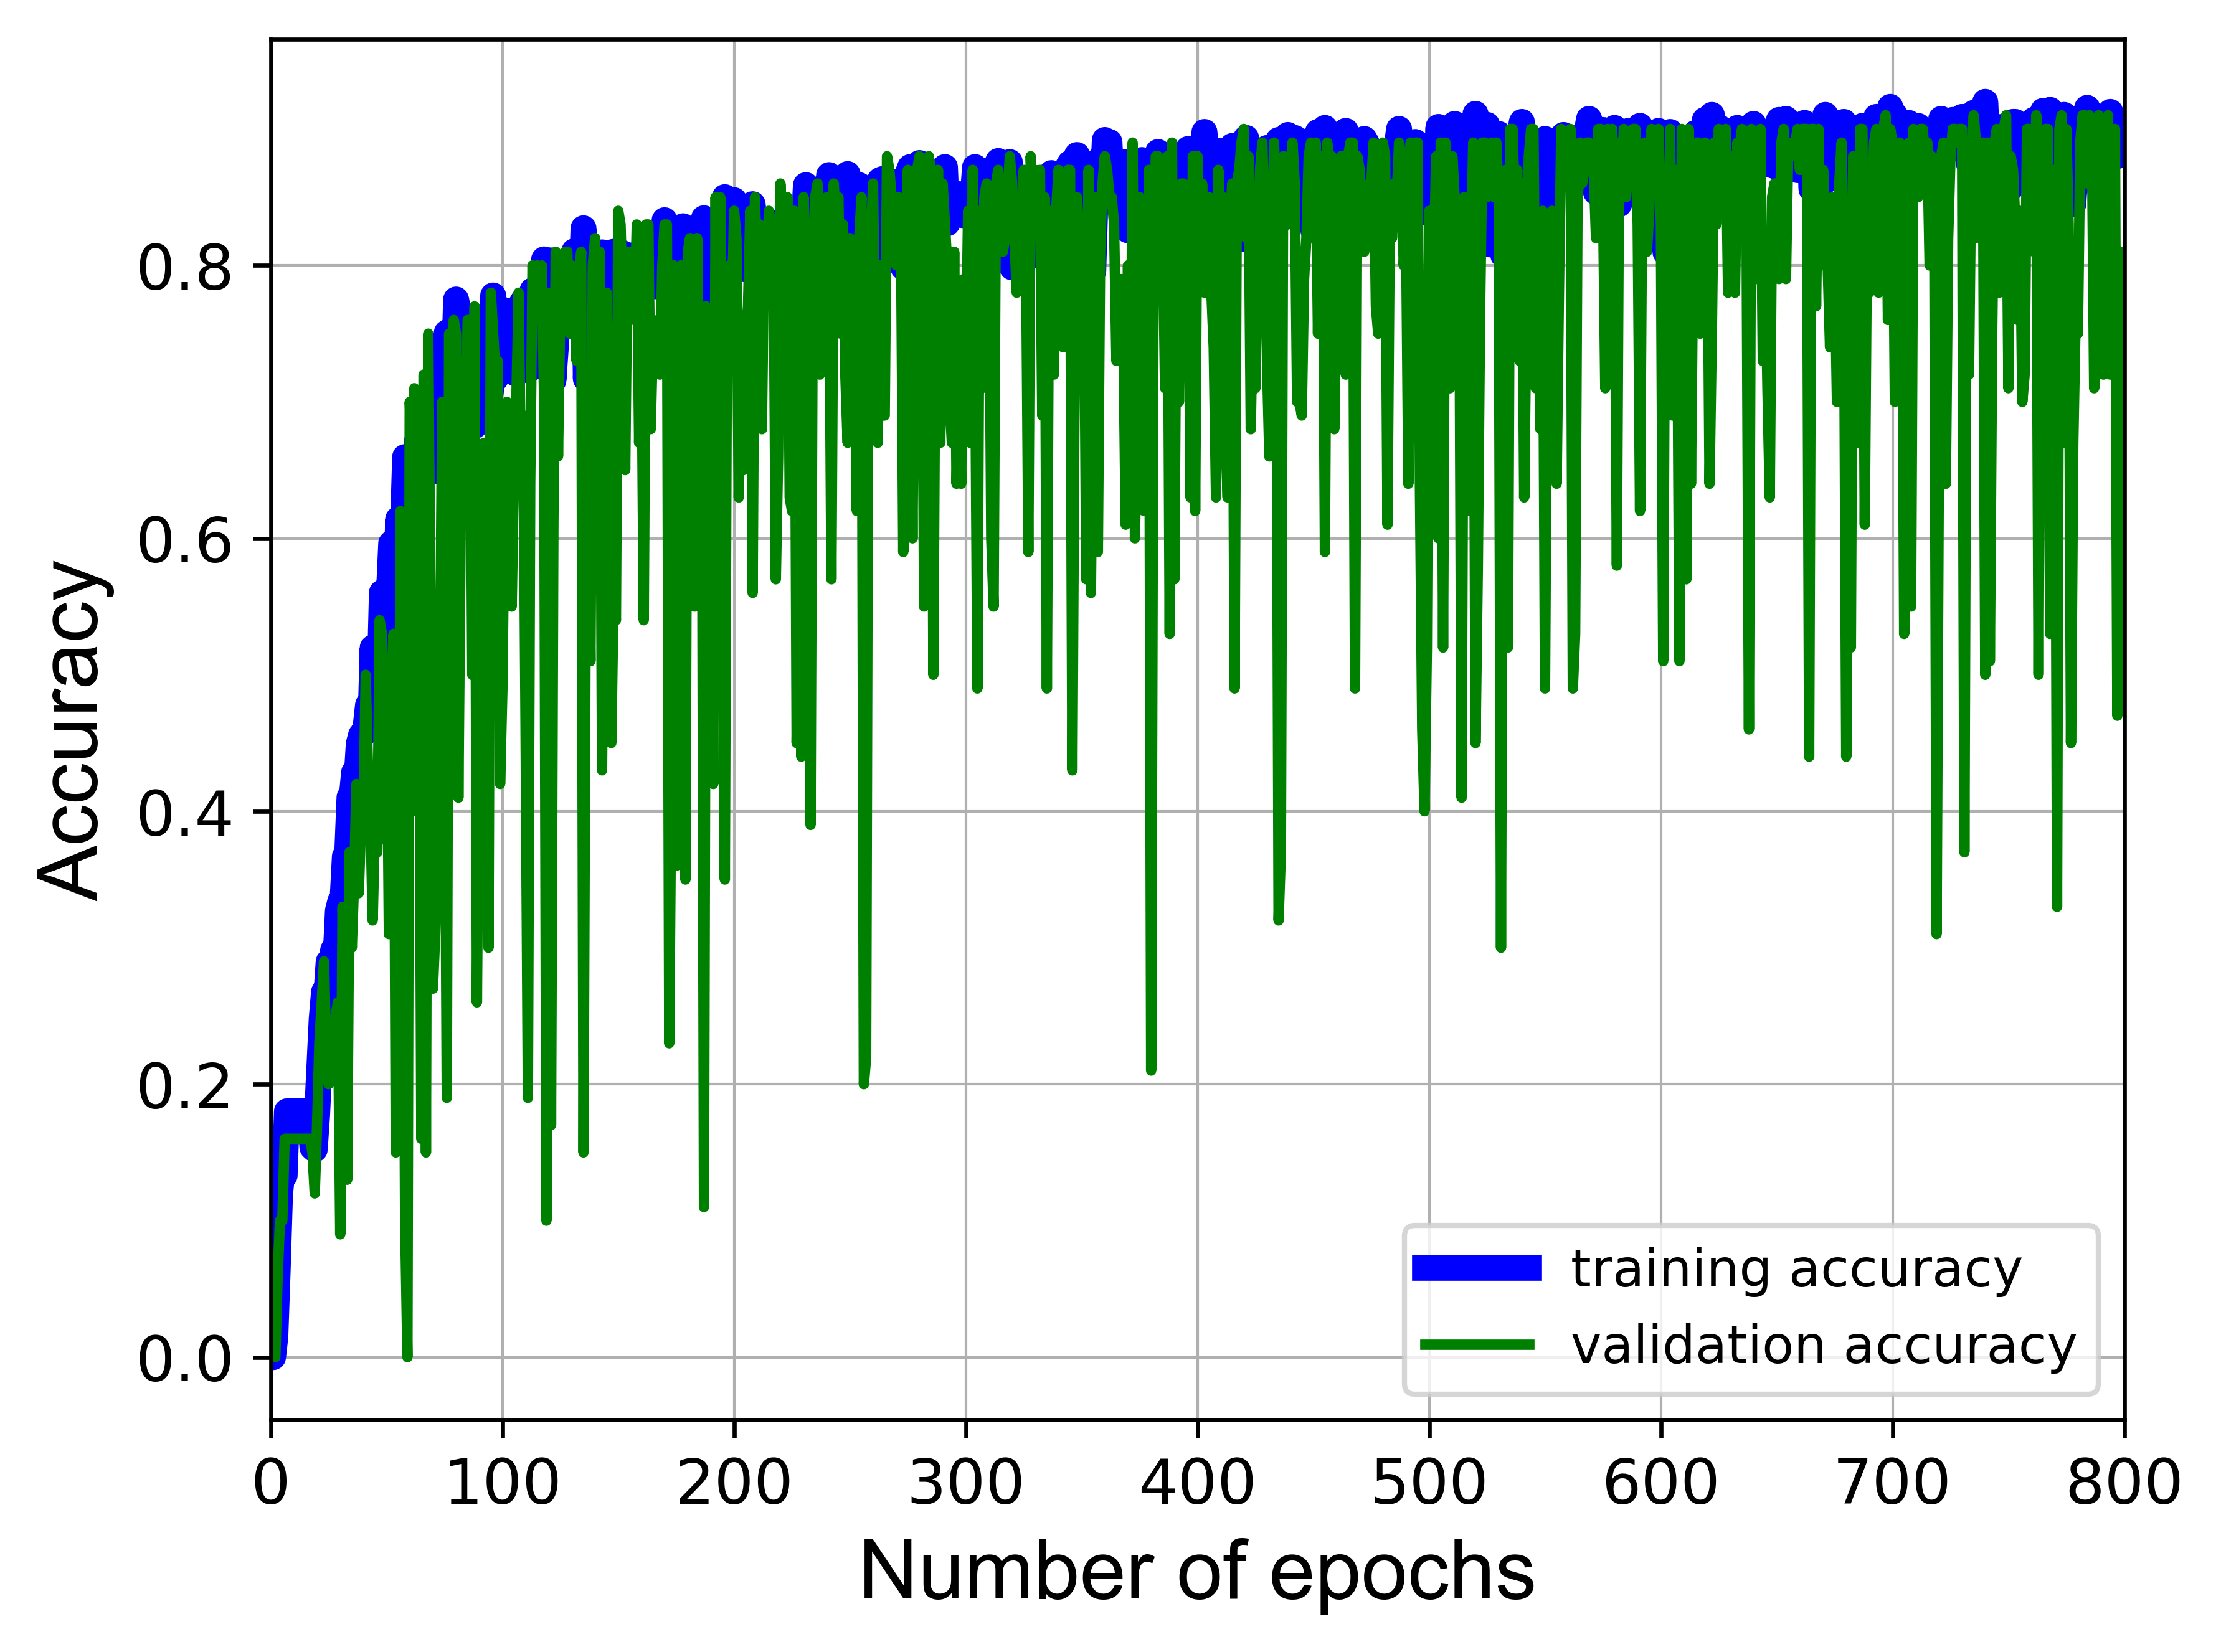 Accuracy
0.8
0.6
0.4
0.2
0.0
training accuracy
validation accuracy
0 100 200 300 400 500 600 700 800
Number of epochs